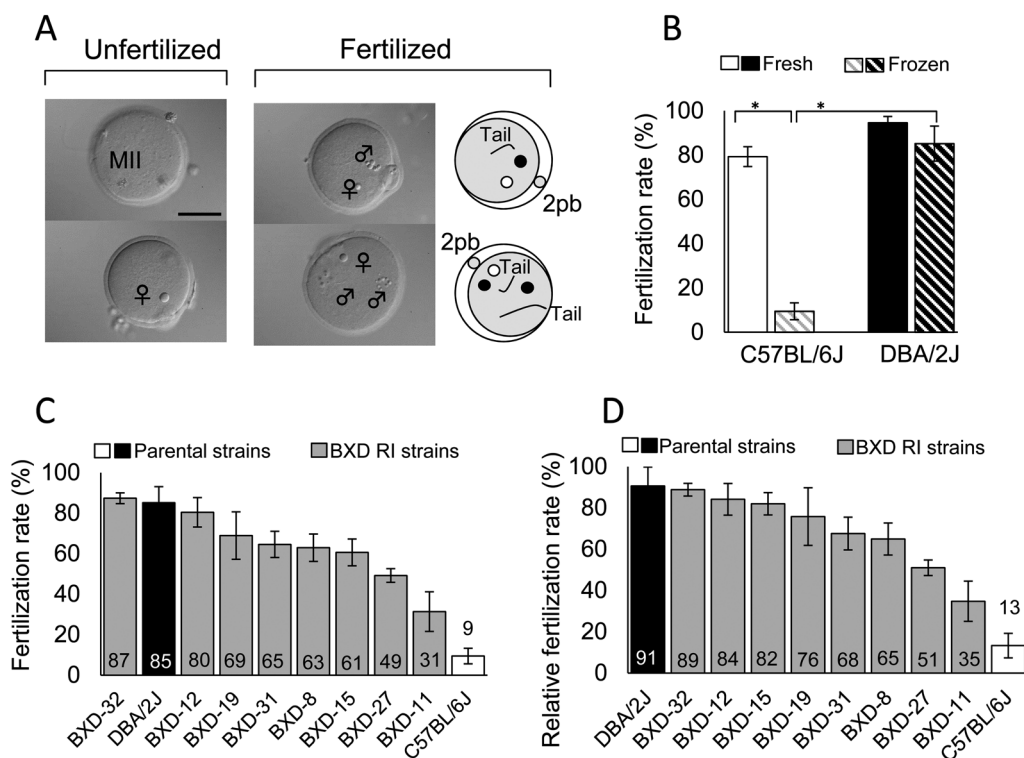 A
Unfertilized
Fertilized
MII
♀
♂
♀
♀
♂
♂
Tail
2pb
2pb
Tail
Tail
B
Fresh
Frozen
Fertilization rate (%)
100
80
60
40
20
0
*
*
C57BL/6J
DBA/2J
C
Parental strains
BXD RI strains
Fertilization rate (%)
100
80
60
40
20
0
87
85
80
69
65
63
61
49
31
9
BXD-32
DBA/2J
BXD-12
BXD-19
BXD-31
BXD-8
BXD-15
BXD-27
BXD-11
C57BL/6J
D
Parental strains
BXD RI strains
Relative fertilization rate (%)
100
80
60
40
20
0
91
89
84
82
76
68
65
51
35
13
DBA/2J
BXD-32
BXD-12
BXD-15
BXD-19
BXD-31
BXD-8
BXD-27
BXD-11
C57BL/6J